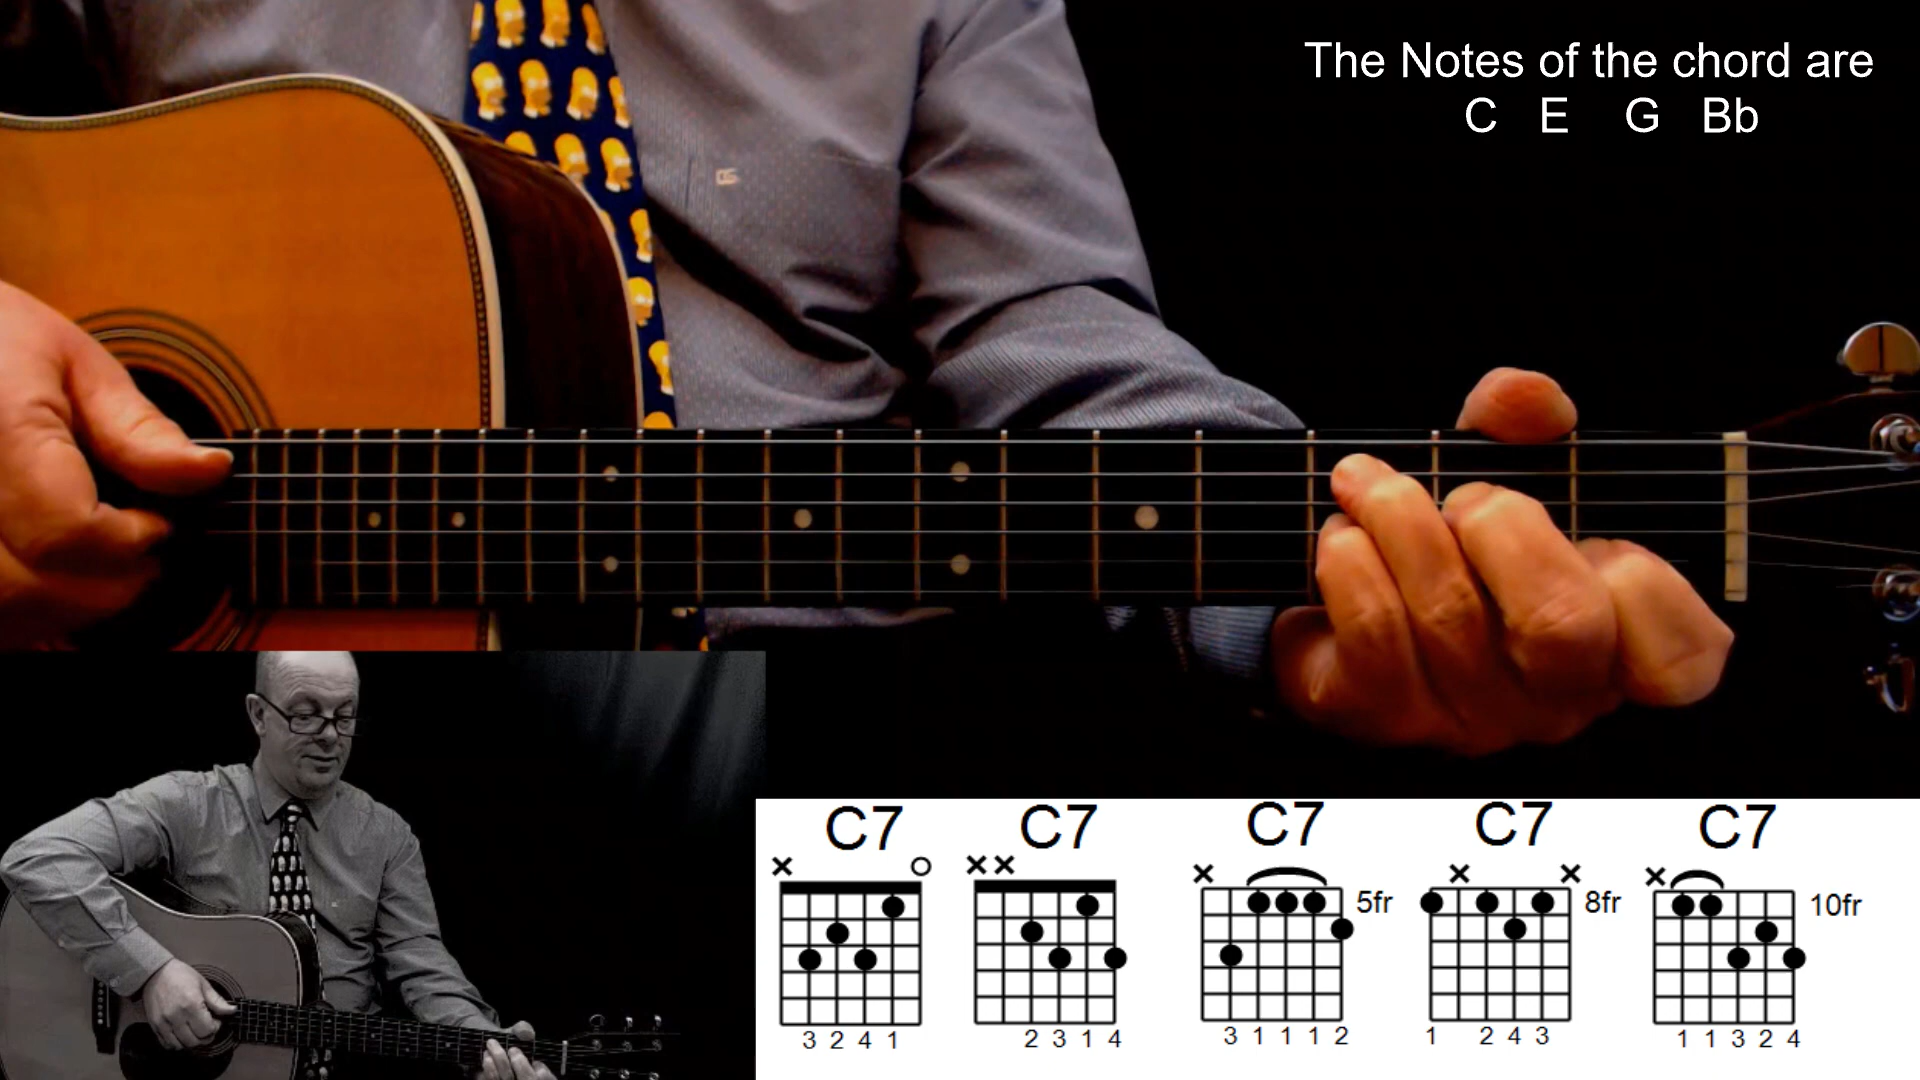 The Notes of the chord are
C E G Bb
C7 C7 C7 C7 C7
× ○ ×× × × × ×
5fr 8fr 10fr
3 2 4 1 2 3 1 4 3 1 1 1 2 1 2 4 3 1 1 3 2 4